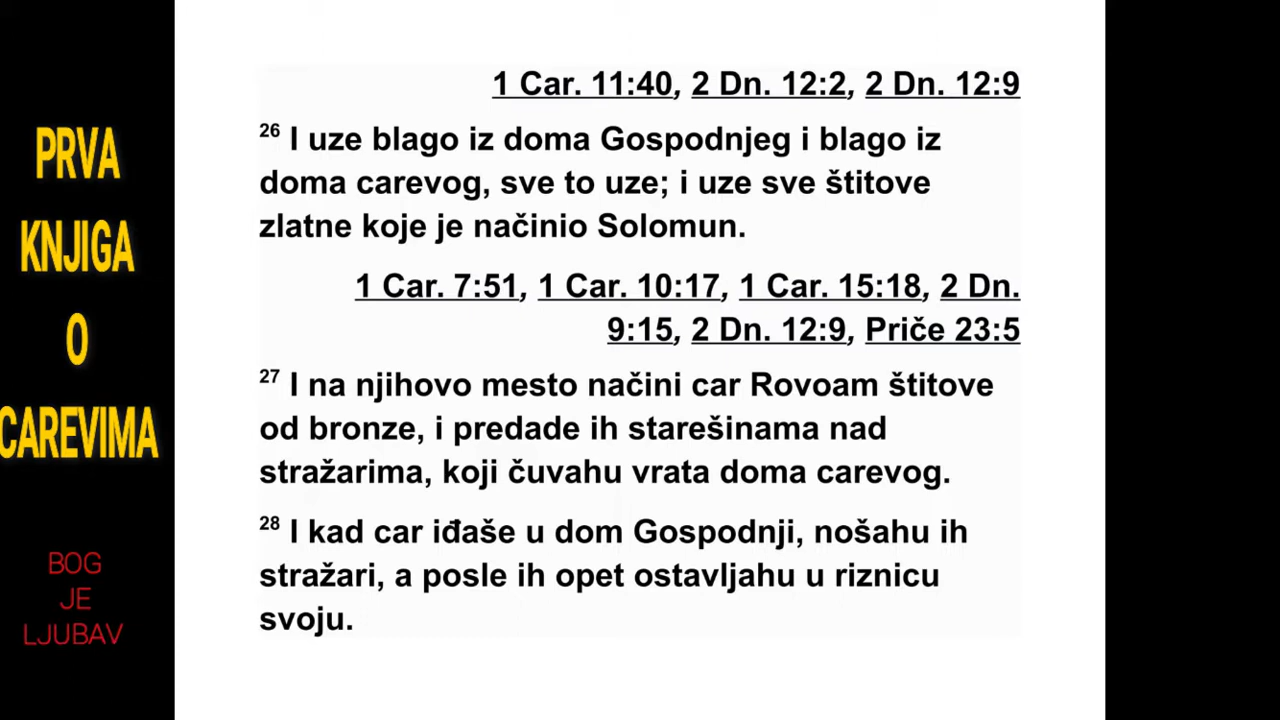 PRVA
KNJIGA
O
CAREVIMA
BOG
JE
LJUBAV
1 Car. 11:40, 2 Dn. 12:2, 2 Dn. 12:9
26 I uze blago iz doma Gospodnjeg i blago iz
doma carevog, sve to uze; i uze sve štitove
zlatne koje je načinio Solomun.
1 Car. 7:51, 1 Car. 10:17, 1 Car. 15:18, 2 Dn.
9:15, 2 Dn. 12:9, Priče 23:5
27 I na njihovo mesto načini car Rovoam štitove
od bronze, i predade ih starešinama nad
stražarima, koji čuvahu vrata doma carevog.
28 I kad car iđaše u dom Gospodnji, nošahu ih
stražari, a posle ih opet ostavljahu u riznicu
svoju.